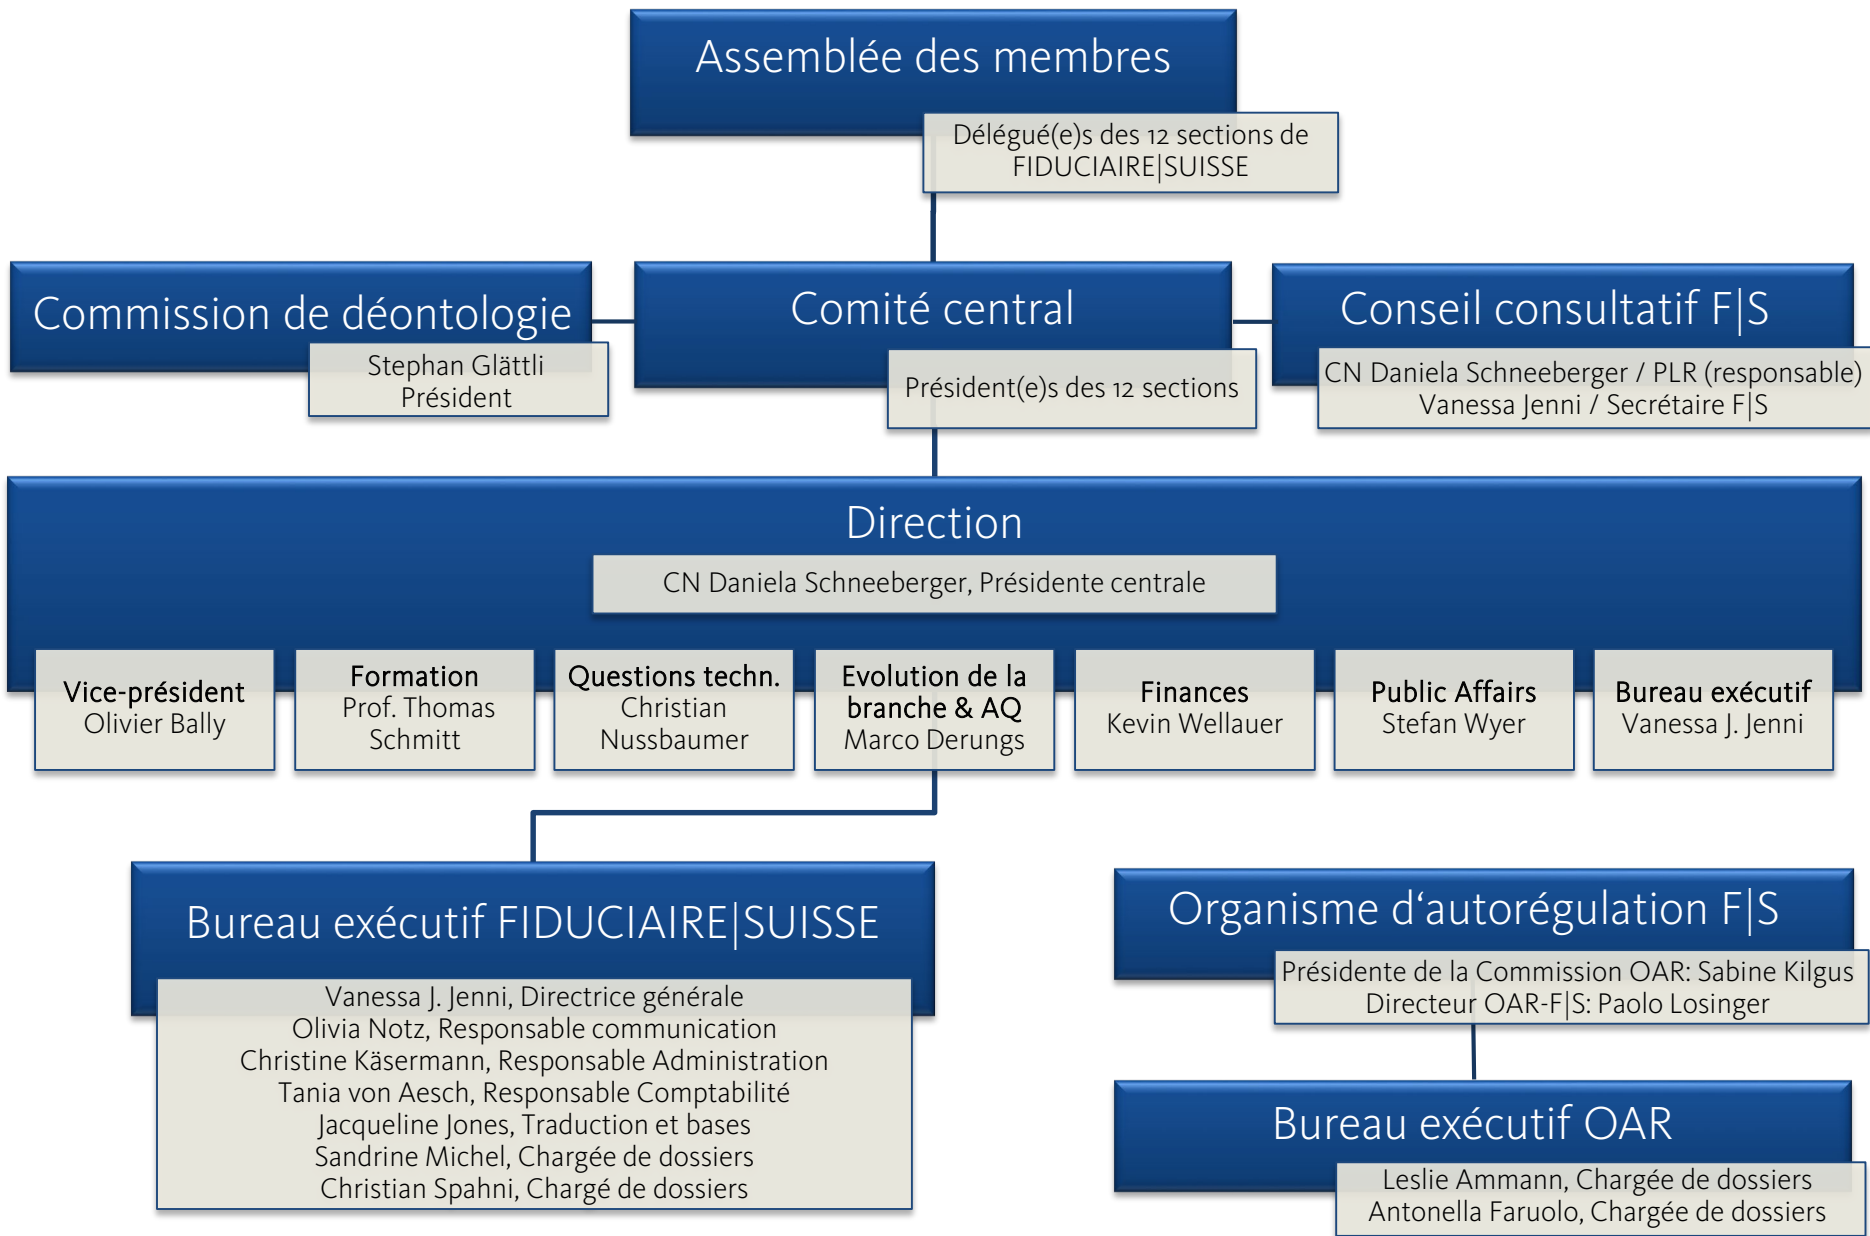 Assemblée des membres
Délégué(e)s des 12 sections de
FIDUCIAIRE|SUISSE
Commission de déontologie
Stephan Glättli
Président
Comité central
Président(e)s des 12 sections
Conseil consultatif F|S
CN Daniela Schneeberger / PLR (responsable)
Vanessa Jenni / Secrétaire F|S
Direction
CN Daniela Schneeberger, Présidente centrale
Vice-président
Olivier Bally
Formation
Prof. Thomas
Schmitt
Questions techn.
Christian
Nussbaumer
Evolution de la
branche & AQ
Marco Derungs
Finances
Kevin Wellauer
Public Affairs
Stefan Wyer
Bureau exécutif
Vanessa J. Jenni
Bureau exécutif FIDUCIAIRE|SUISSE
Vanessa J. Jenni, Directrice générale
Olivia Notz, Responsable communication
Christine Käsermann, Responsable Administration
Tania von Aesch, Responsable Comptabilité
Jacqueline Jones, Traduction et bases
Sandrine Michel, Chargée de dossiers
Christian Spahni, Chargé de dossiers
Organisme d‘autorégulation F|S
Présidente de la Commission OAR: Sabine Kilgus
Directeur OAR-F|S: Paolo Losinger
Bureau exécutif OAR
Leslie Ammann, Chargée de dossiers
Antonella Faruolo, Chargée de dossiers